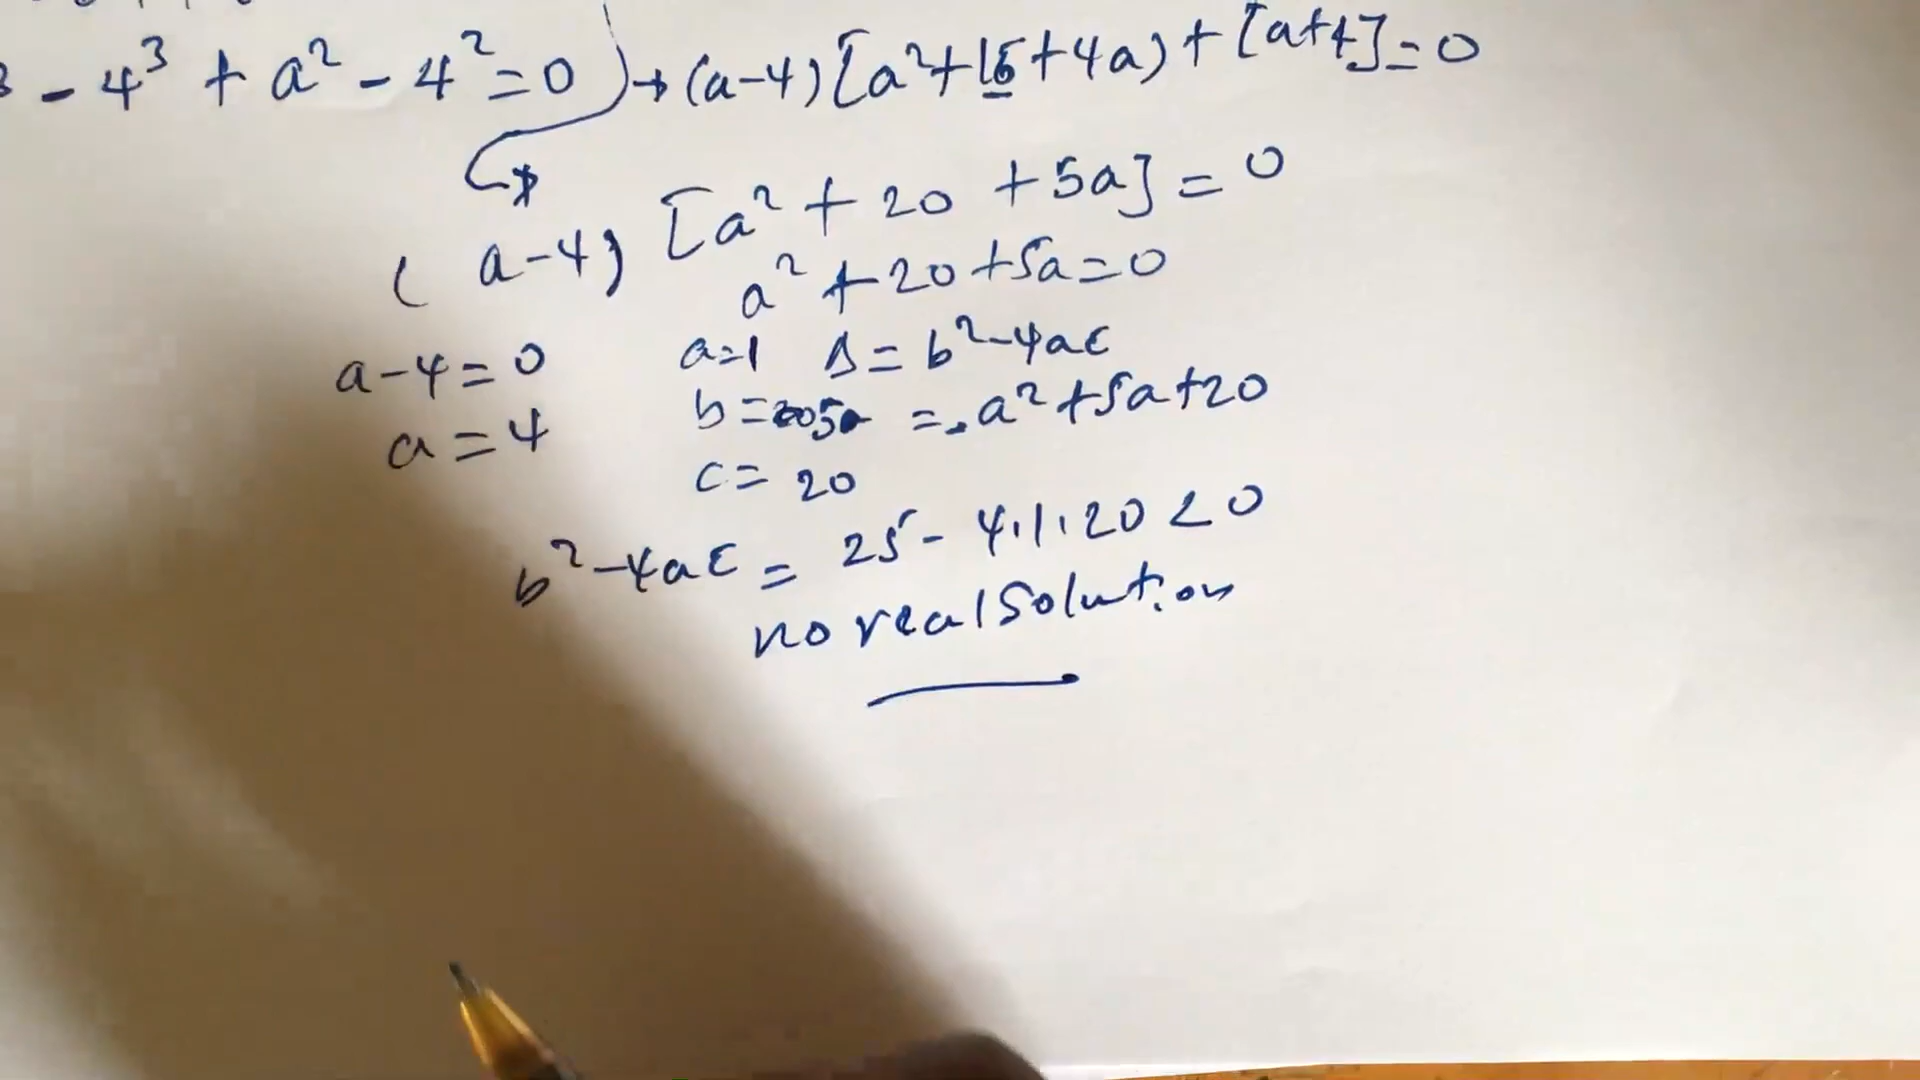 ³ - 4³ + a² - 4² = 0 ) → (a-4) [a² + 16 + 4a) + [a+4] = 0
( a-4) [a² + 20 + 5a] = 0
a² + 20 + 5a = 0
a-4 = 0
a=1 Δ = b² - 4ac
b = 5 = a² + 5a + 20
a = 4
c = 20
b² - 4ac = 25 - 4.1.20 < 0
no real solution